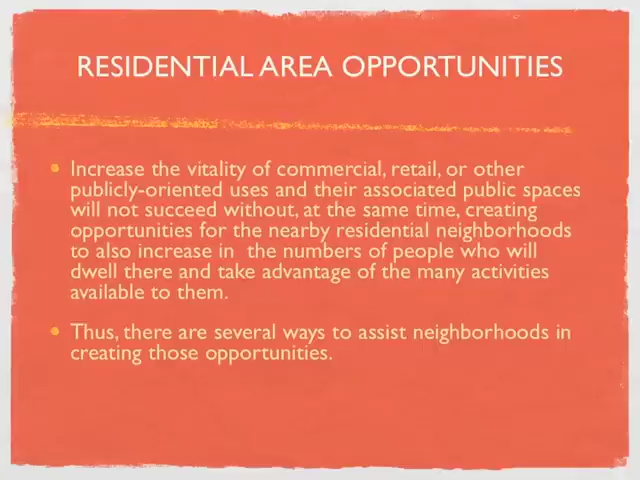 RESIDENTIAL AREA OPPORTUNITIES
• Increase the vitality of commercial, retail, or other
publicly-oriented uses and their associated public spaces
will not succeed without, at the same time, creating
opportunities for the nearby residential neighborhoods
to also increase in  the numbers of people who will
dwell there and take advantage of the many activities
available to them.
• Thus, there are several ways to assist neighborhoods in
creating those opportunities.